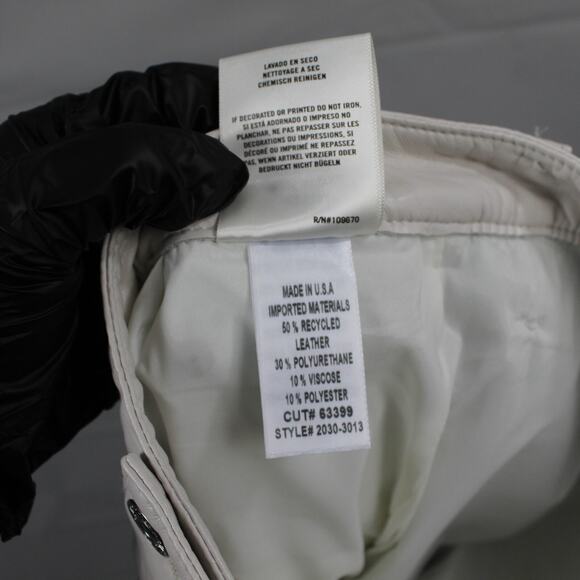 LAVADO EN SECO
NETTOYAGE A SEC
CHEMISCH REINIGEN
IF DECORATED OR PRINTED DO NOT IRON,
SI ESTÁ ADORNADO O IMPRESO NO
PLANCHAR, NE PAS REPASSER SUR LES
DECORATIONS OU IMPRESSIONS, SI
DÉCORÉ OU IMPRIMÉ NE REPASSEZ
PAS, WENN ARTIKEL VERZIERT ODER
BEDRUCKT NICHT BÜGELN
R/N#109670
MADE IN U.S.A
IMPORTED MATERIALS
50 % RECYCLED
LEATHER
30 % POLYURETHANE
10 % VISCOSE
10 % POLYESTER
CUT# 63399
STYLE# 2030-3013